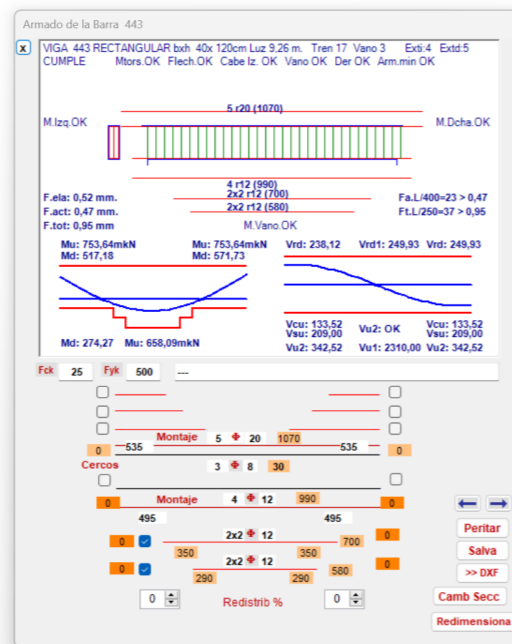 Armado de la Barra 443
x
VIGA 443 RECTANGULAR bxh 40x 120cm Luz 9,26 m. Tren 17 Vano 3 Exti:4 Extd:5
CUMPLE Mtors.OK Flech.OK Cabe Iz. OK Vano OK Der OK Arm.min OK
5 r20 (1070)
M.Izq.OK M.Dcha.OK
4 r12 (990)
F.ela: 0,52 mm. 2x2 r12 (700) Fa.L/400=23 > 0,47
F.act: 0,47 mm. 2x2 r12 (580) Ft.L/250=37 > 0,95
F.tot: 0,95 mm M.Vano.OK
Mu: 753,64mkN Mu: 753,64mkN Vrd: 238,12 Vrd1: 249,93 Vrd: 249,93
Md: 517,18 Md: 571,73
Vcu: 133,52 Vu2: OK Vcu: 133,52
Vsu: 209,00 Vsu: 209,00
Md: 274,27 Mu: 658,09mkN Vu2: 342,52 Vu1: 2310,00 Vu2: 342,52
Fck 25 Fyk 500 ---
Montaje 5 Φ 20 1070
0 535 535 0
Cercos 3 Φ 8 30
0 Montaje 4 Φ 12 990 0
495 495
0 2x2 Φ 12 700 0
350 350
0 2x2 Φ 12 580 0
290 290
0 Redistrib % 0
Peritar
Salva
>> DXF
Camb Secc
Redimensiona